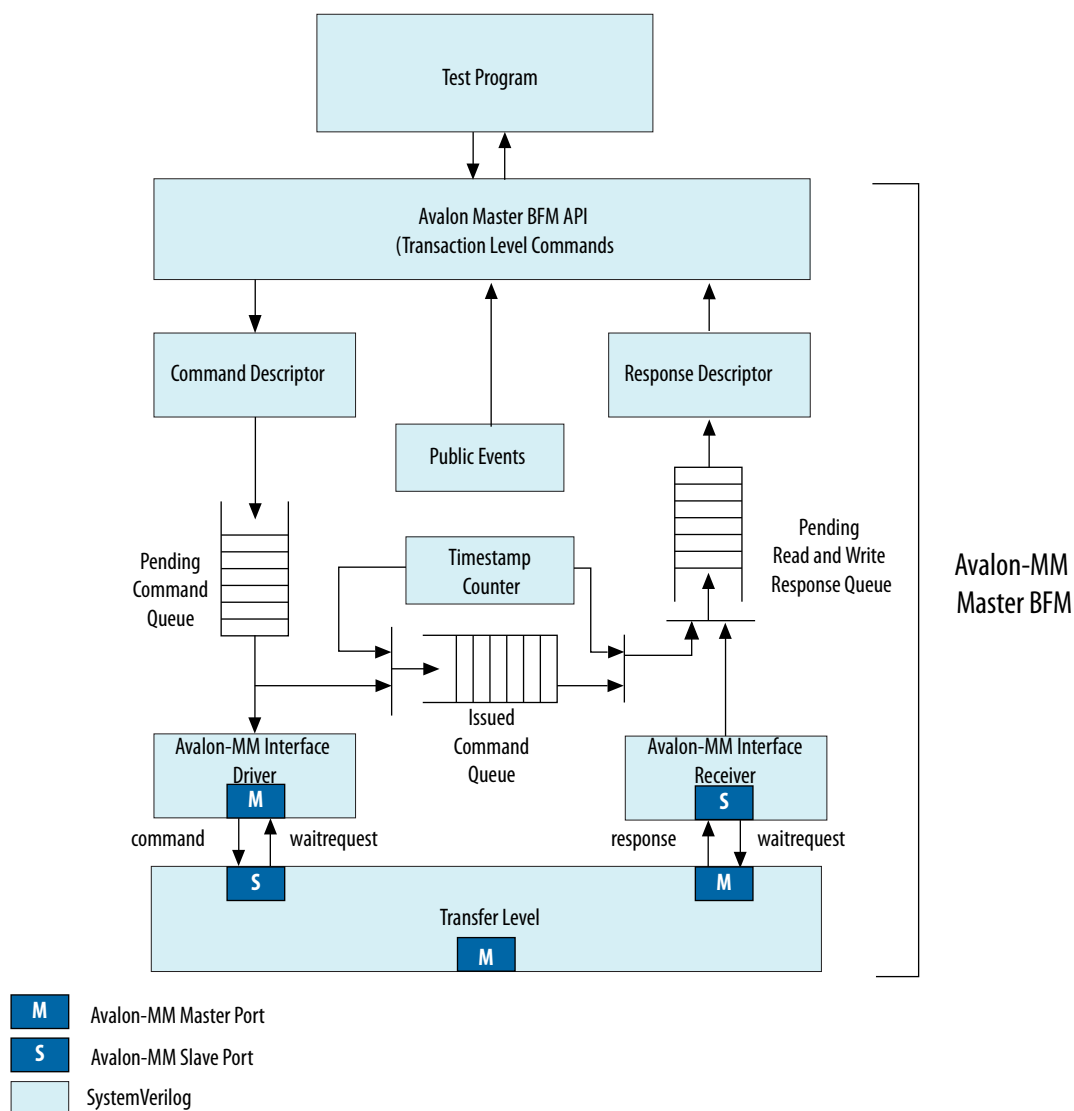 Test Program
Avalon Master BFM API
(Transaction Level Commands
Command Descriptor
Response Descriptor
Public Events
Pending
Command
Queue
Timestamp
Counter
Pending
Read and Write
Response Queue
Avalon-MM
Master BFM
Issued
Command
Queue
Avalon-MM Interface
Driver
M
Avalon-MM Interface
Receiver
S
command
waitrequest
response
waitrequest
S
M
Transfer Level
M
M Avalon-MM Master Port
S Avalon-MM Slave Port
SystemVerilog